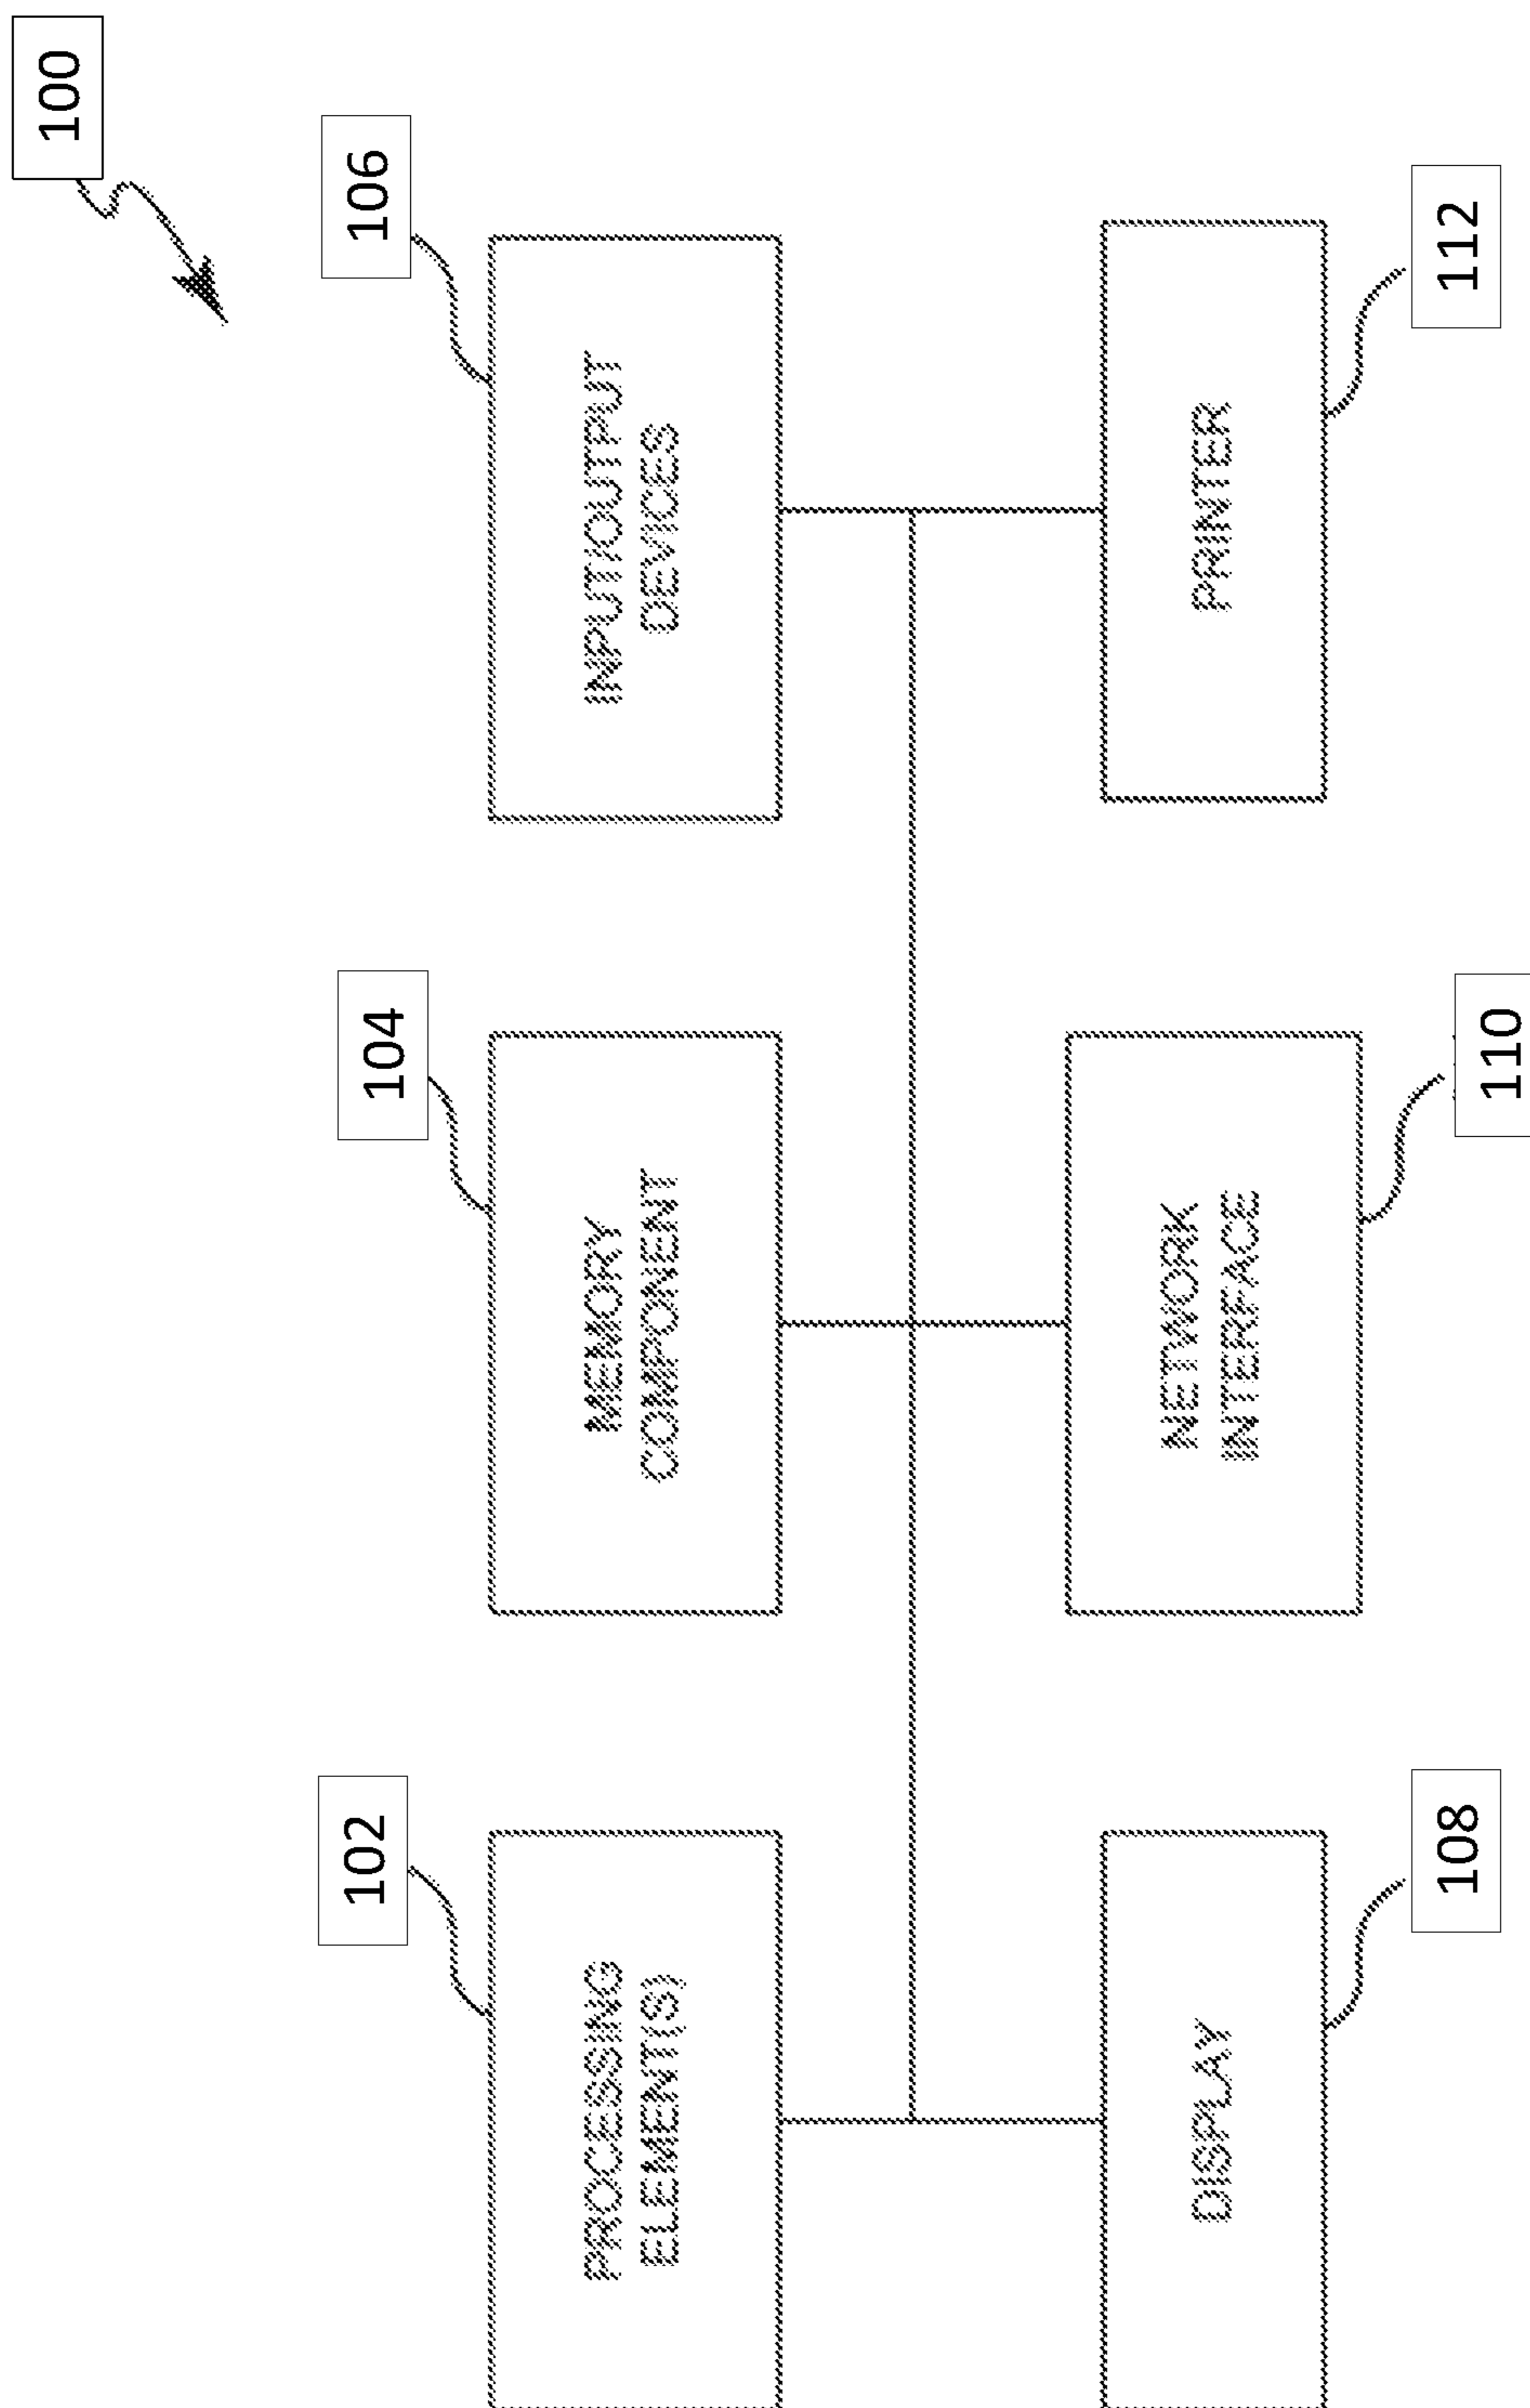 100
102
104
106
PROCESSING
ELEMENT(S)
MEMORY
COMPONENT
INPUT/OUTPUT
DEVICES
DISPLAY
NETWORK
INTERFACE
PRINTER
108
110
112